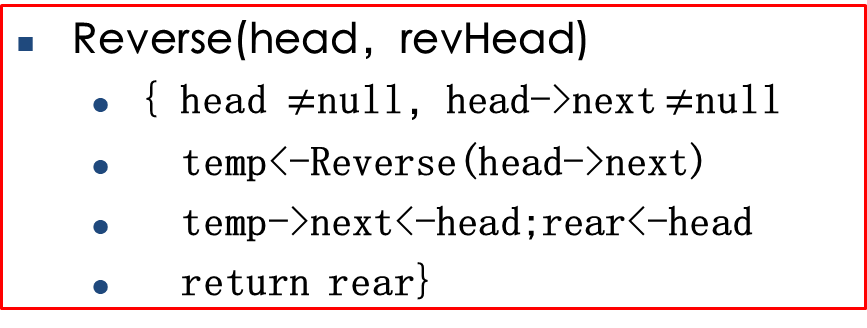 ▪ Reverse(head, revHead)
• { head ≠null, head->next≠null
• temp<-Reverse(head->next)
• temp->next<-head;rear<-head
• return rear}